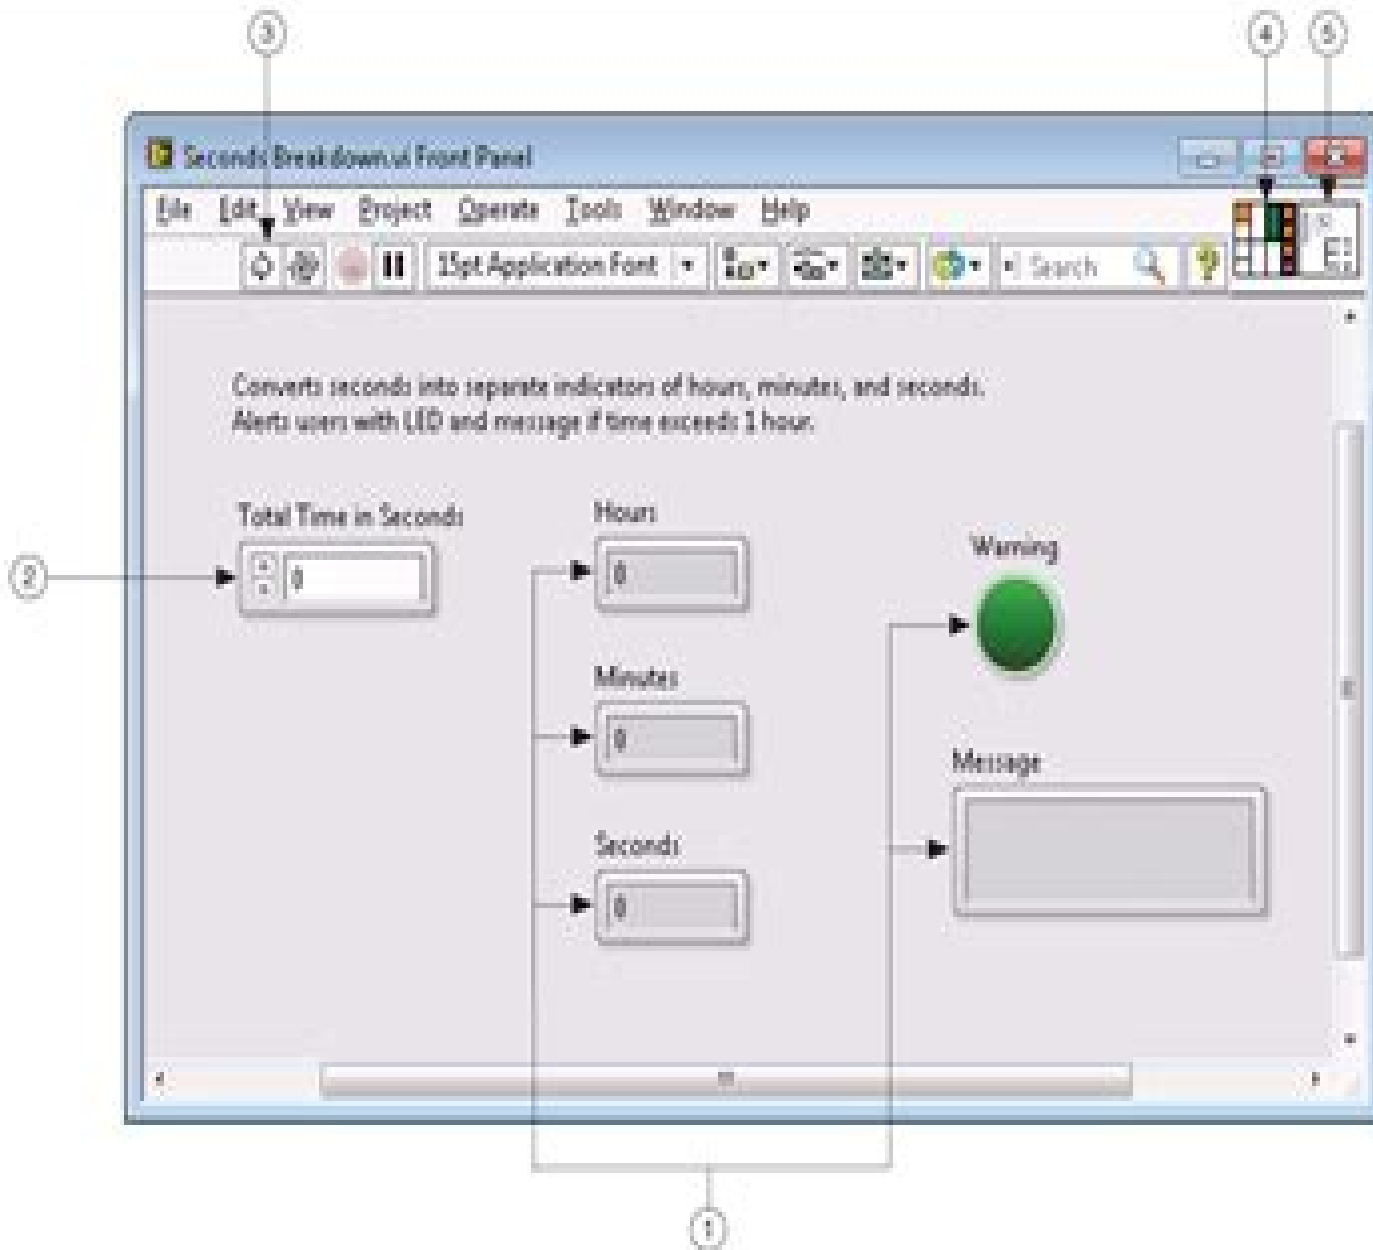 3
4
5
Seconds Breakdown.vi Front Panel
File Edit View Project Operate Tools Window Help
15pt Application Font
Search
Converts seconds into separate indicators of hours, minutes, and seconds.
Alerts users with LED and message if time exceeds 1 hour.
Total Time in Seconds
0
Hours
0
Warning
2
Minutes
0
Message
Seconds
0
1